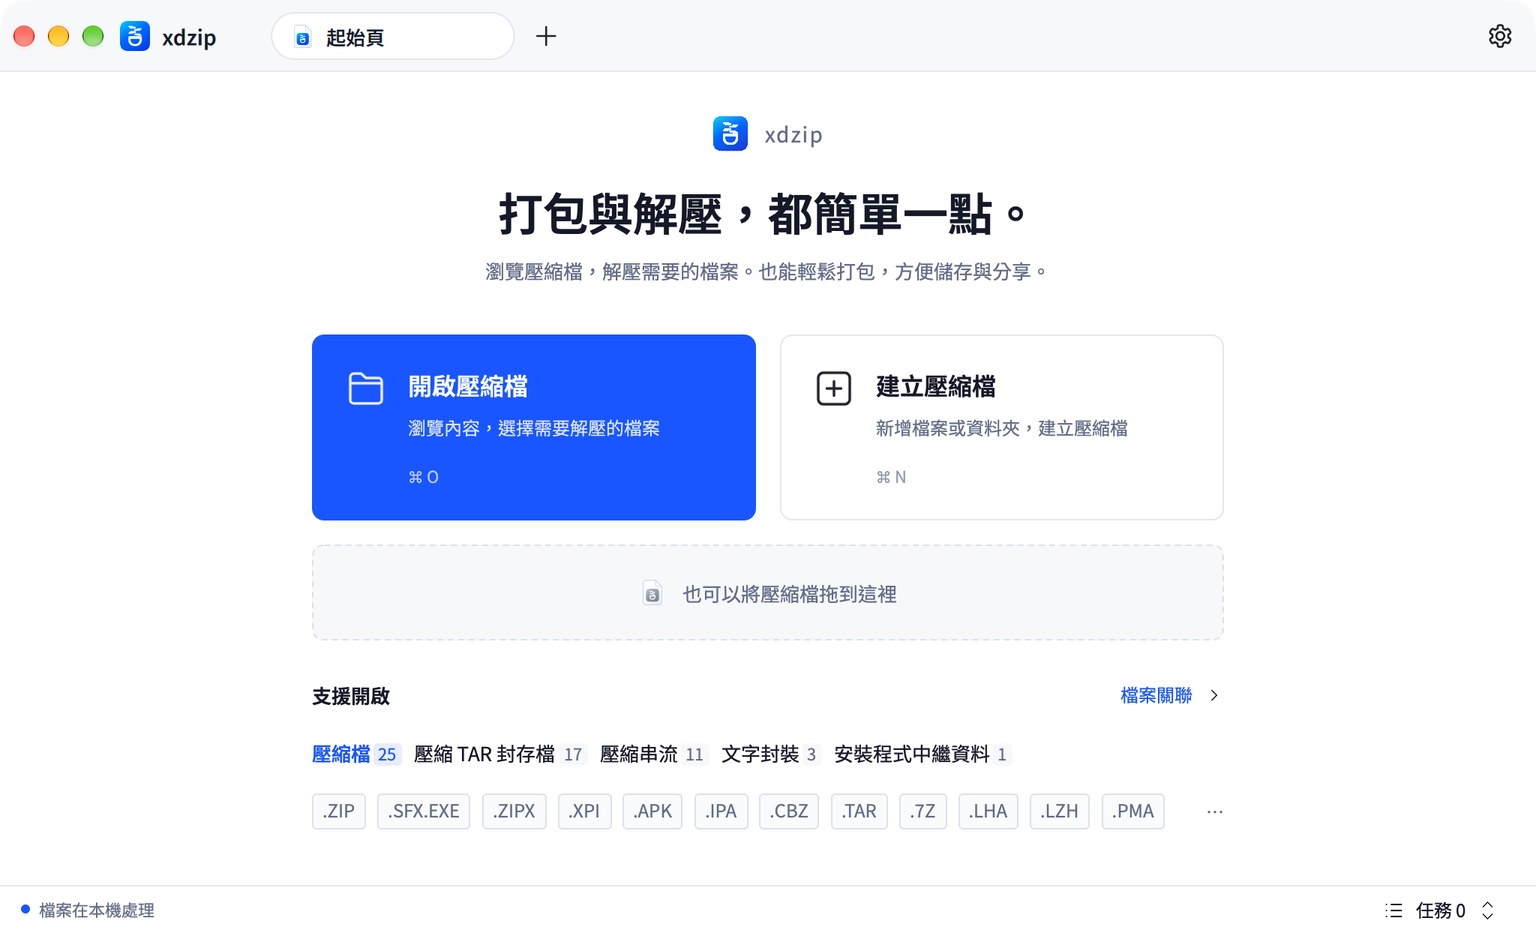 xdzip
起始頁
xdzip
打包與解壓，都簡單一點。
瀏覽壓縮檔，解壓需要的檔案。也能輕鬆打包，方便儲存與分享。
開啟壓縮檔
瀏覽內容，選擇需要解壓的檔案
⌘ O
建立壓縮檔
新增檔案或資料夾，建立壓縮檔
⌘ N
也可以將壓縮檔拖到這裡
支援開啟
檔案關聯
壓縮檔 25 壓縮 TAR 封存檔 17 壓縮串流 11 文字封裝 3 安裝程式中繼資料 1
.ZIP .SFX.EXE .ZIPX .XPI .APK .IPA .CBZ .TAR .7Z .LHA .LZH .PMA ...
檔案在本機處理
任務 0